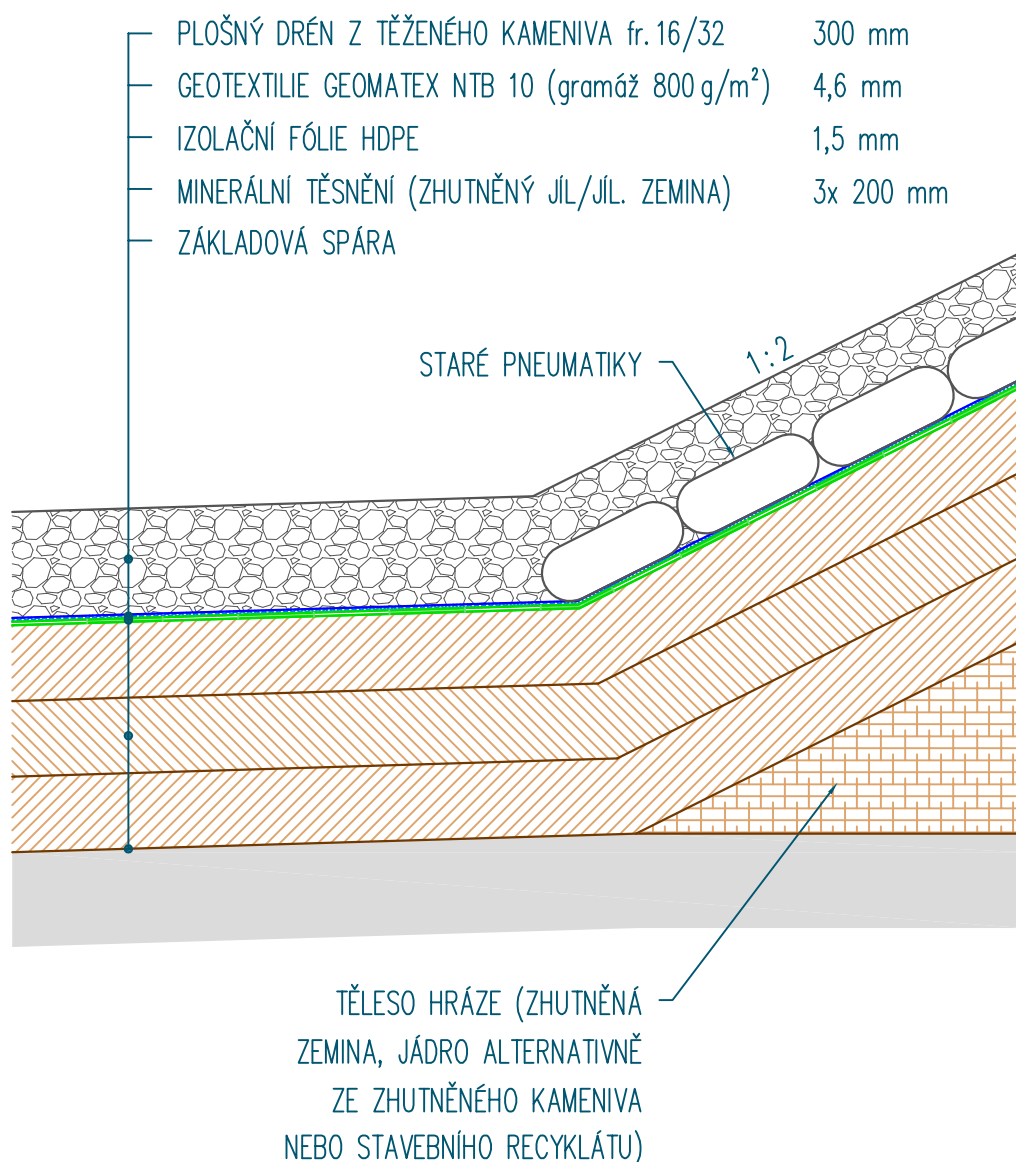 PLOŠNÝ DRÉN Z TĚŽENÉHO KAMENIVA fr. 16/32 300 mm
GEOTEXTILIE GEOMATEX NTB 10 (gramáž 800 g/m²) 4,6 mm
IZOLAČNÍ FÓLIE HDPE 1,5 mm
MINERÁLNÍ TĚSNĚNÍ (ZHUTNĚNÝ JÍL/JÍL. ZEMINA) 3x 200 mm
ZÁKLADOVÁ SPÁRA
STARÉ PNEUMATIKY
1:2
TĚLESO HRÁZE (ZHUTNĚNÁ
ZEMINA, JÁDRO ALTERNATIVNĚ
ZE ZHUTNĚNÉHO KAMENIVA
NEBO STAVEBNÍHO RECYKLÁTU)